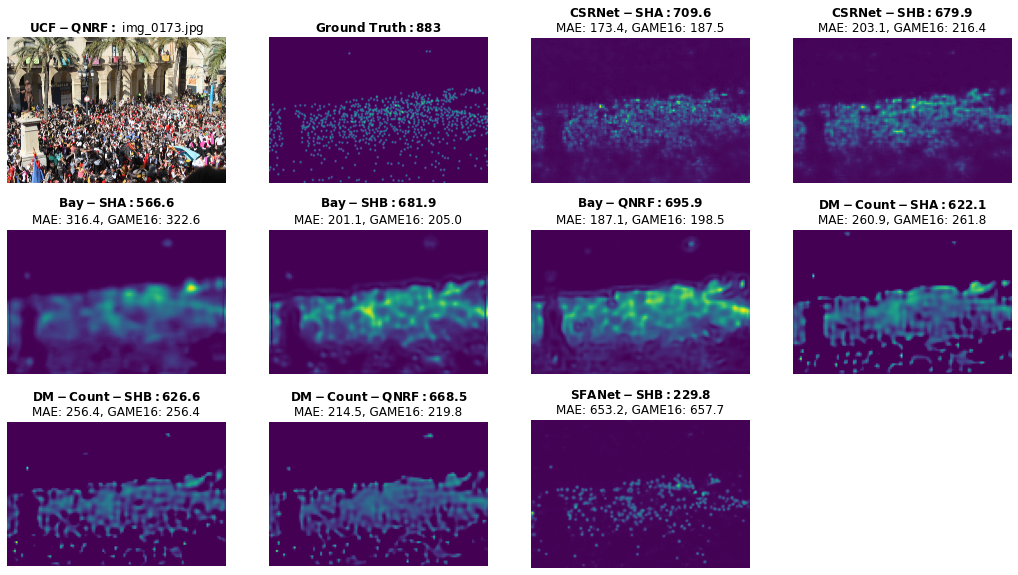 UCF − QNRF: img_0173.jpg
Ground Truth: 883
CSRNet − SHA: 709.6
MAE: 173.4, GAME16: 187.5
CSRNet − SHB: 679.9
MAE: 203.1, GAME16: 216.4
Bay − SHA: 566.6
MAE: 316.4, GAME16: 322.6
Bay − SHB: 681.9
MAE: 201.1, GAME16: 205.0
Bay − QNRF: 695.9
MAE: 187.1, GAME16: 198.5
DM − Count − SHA: 622.1
MAE: 260.9, GAME16: 261.8
DM − Count − SHB: 626.6
MAE: 256.4, GAME16: 256.4
DM − Count − QNRF: 668.5
MAE: 214.5, GAME16: 219.8
SFANet − SHB: 229.8
MAE: 653.2, GAME16: 657.7